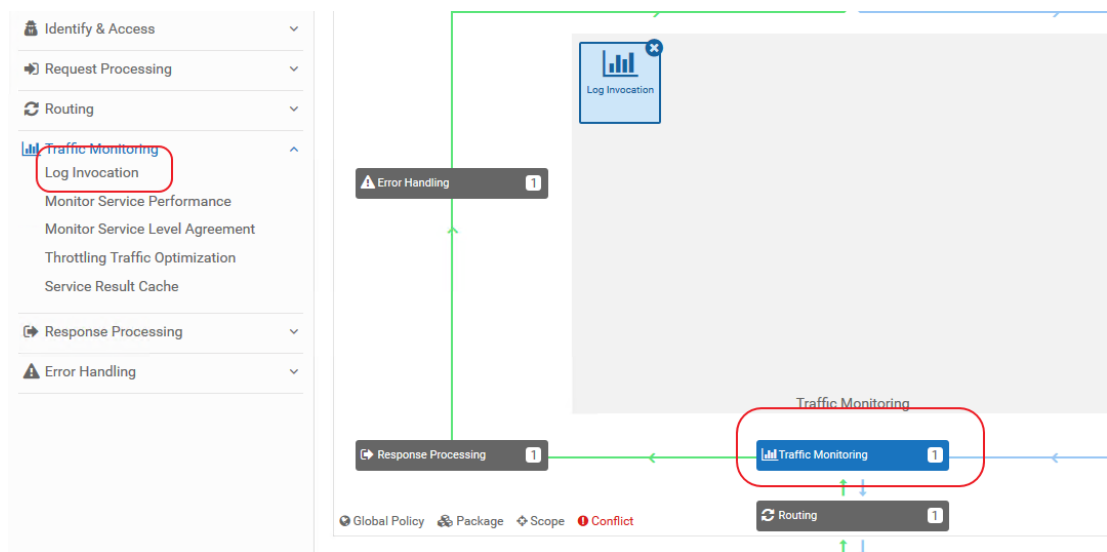 Identify & Access
Request Processing
Routing
Traffic Monitoring
Log Invocation
Monitor Service Performance
Monitor Service Level Agreement
Throttling Traffic Optimization
Service Result Cache
Response Processing
Error Handling
Log Invocation
Error Handling 1
Traffic Monitoring
Response Processing 1
Traffic Monitoring 1
Routing 1
Global Policy Package Scope Conflict